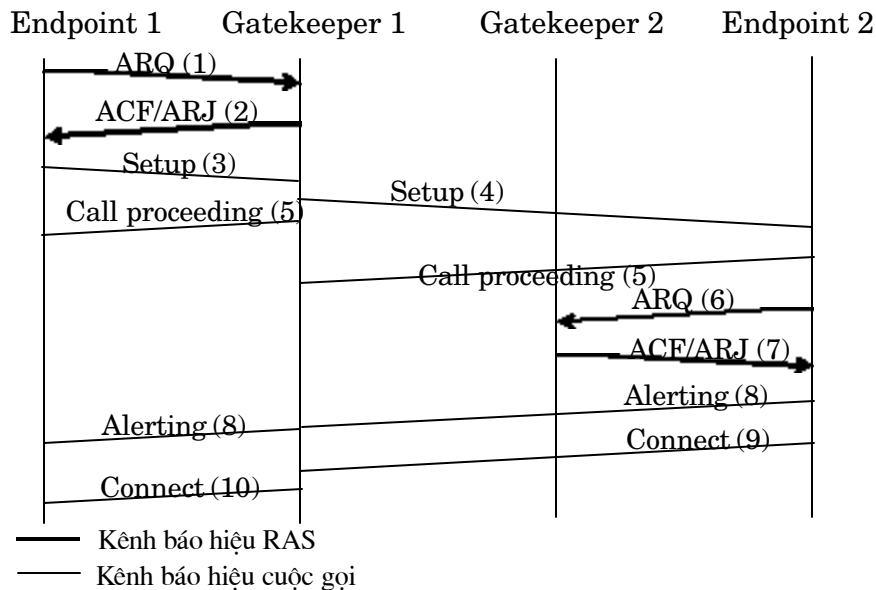 Endpoint 1 Gatekeeper 1 Gatekeeper 2 Endpoint 2
ARQ (1)
ACF/ARJ (2)
Setup (3)
Setup (4)
Call proceeding (5)
Call proceeding (5)
ARQ (6)
ACF/ARJ (7)
Alerting (8)
Alerting (8)
Connect (9)
Connect (10)
Kênh báo hiệu RAS
Kênh báo hiệu cuộc gọi